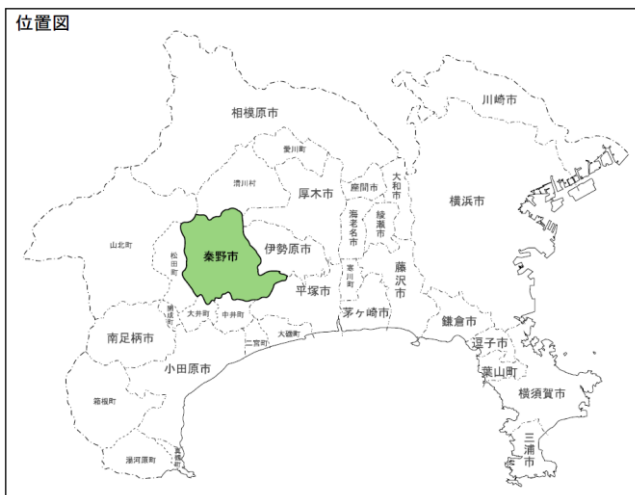 位置図
川崎市
相模原市
愛川町
清川村
厚木市
座間市
大和市
横浜市
海老名市
綾瀬市
山北町
松田町
秦野市
伊勢原市
寒川町
藤沢市
平塚市
開成町
大井町
中井町
茅ヶ崎市
鎌倉市
南足柄市
大磯町
二宮町
逗子市
小田原市
葉山町
横須賀市
箱根町
三浦市
湯河原町
真鶴町